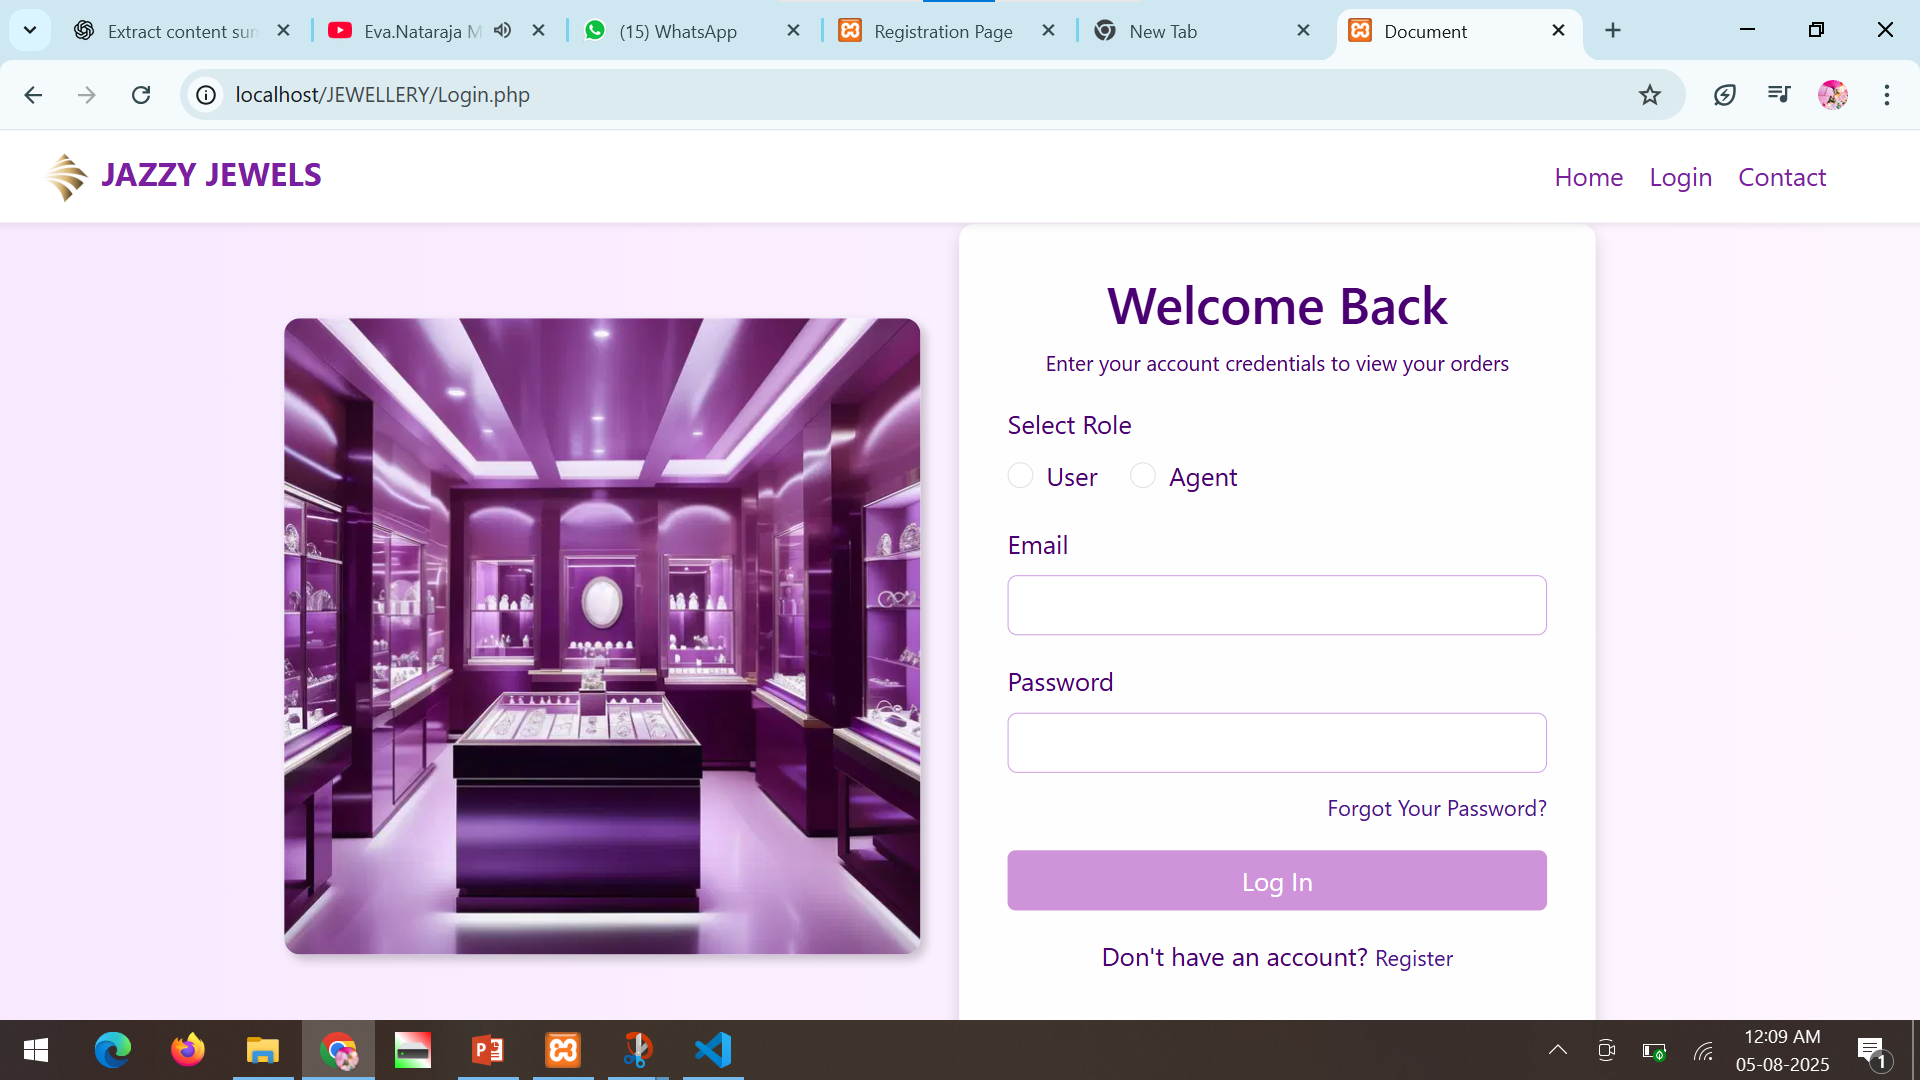 Extract content sun
Eva.Nataraja M
(15) WhatsApp
Registration Page
New Tab
Document
localhost/JEWELLERY/Login.php
JAZZY JEWELS
Home Login Contact
Welcome Back
Enter your account credentials to view your orders
Select Role
User Agent
Email
Password
Forgot Your Password?
Log In
Don't have an account? Register
12:09 AM
05-08-2025
1